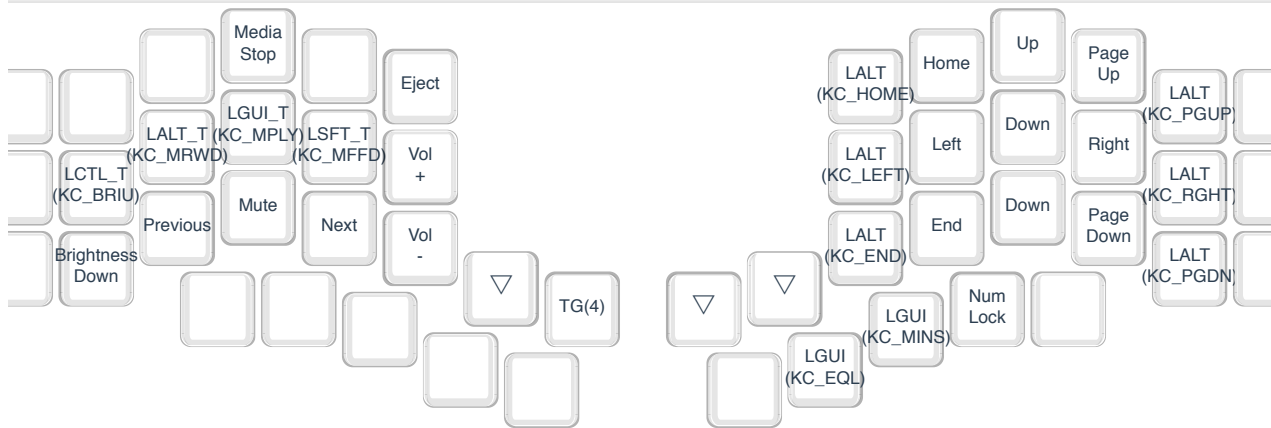 Media
Stop
Eject
LALT
(KC_HOME)
Home
Up
Page
Up
LALT
(KC_PGUP)
LCTL_T
(KC_BRIU)
LALT_T
(KC_MRWD)
LGUI_T
(KC_MPLY)
LSFT_T
(KC_MFFD)
Vol
+
LALT
(KC_LEFT)
Left
Down
Right
LALT
(KC_RGHT)
Brightness
Down
Previous
Mute
Next
Vol
-
LALT
(KC_END)
End
Down
Page
Down
LALT
(KC_PGDN)
▽
TG(4)
▽
▽
LGUI
(KC_EQL)
LGUI
(KC_MINS)
Num
Lock